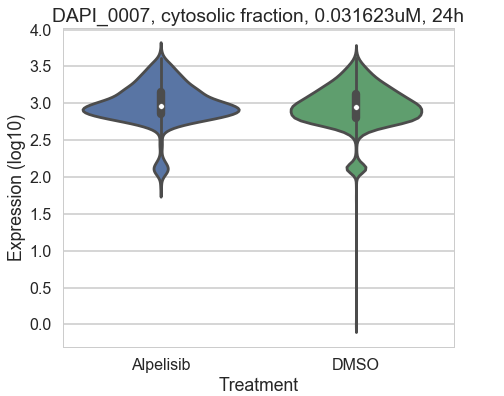 DAPI_0007, cytosolic fraction, 0.031623uM, 24h
4.0
3.5
3.0
2.5
2.0
1.5
1.0
0.5
0.0
Expression (log10)
Alpelisib
DMSO
Treatment